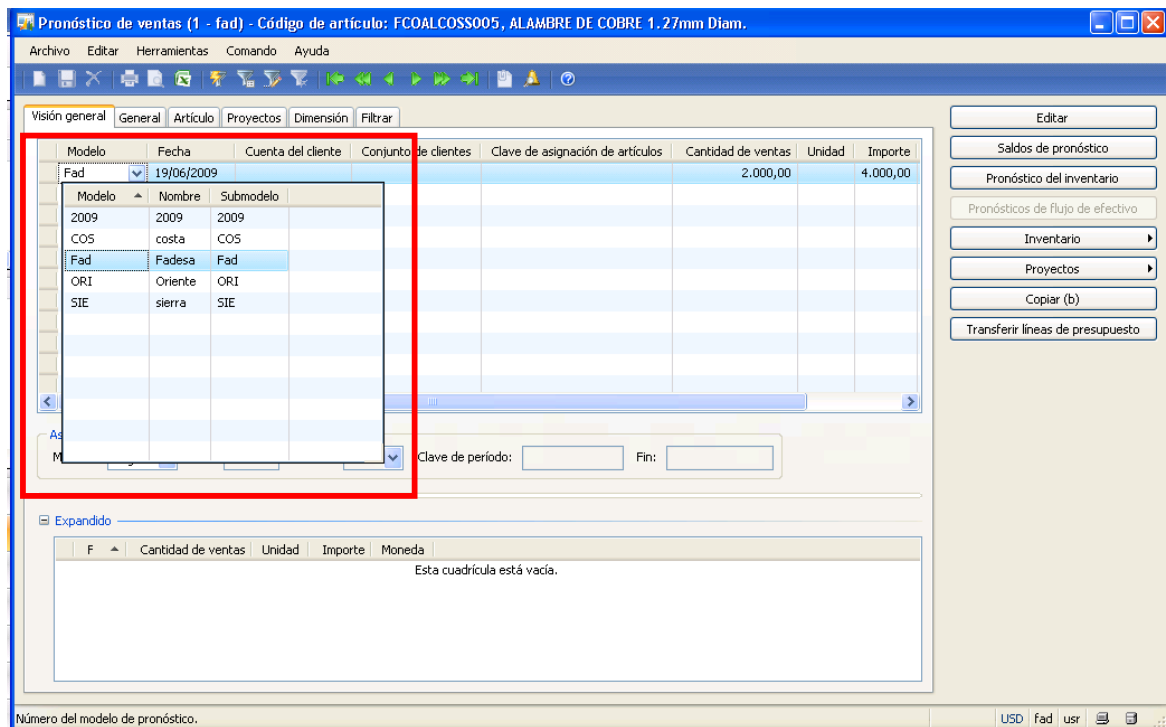 Pronóstico de ventas (1 - fad) - Código de artículo: FCOALCOSS005, ALAMBRE DE COBRE 1.27mm Diam.
Archivo Editar Herramientas Comando Ayuda
Visión general General Artículo Proyectos Dimensión Filtrar
Editar
Saldos de pronóstico
Pronóstico del inventario
Pronósticos de flujo de efectivo
Inventario
Proyectos
Copiar (b)
Transferir líneas de presupuesto
Modelo Fecha Cuenta del cliente Conjunto de clientes Clave de asignación de artículos Cantidad de ventas Unidad Importe
Fad 19/06/2009 2.000,00 4.000,00
Modelo Nombre Submodelo
2009 2009 2009
COS costa COS
Fad Fadesa Fad
ORI Oriente ORI
SIE sierra SIE
As
M Clave de período: Fin:
Expandido
F Cantidad de ventas Unidad Importe Moneda
Esta cuadrícula está vacía.
Número del modelo de pronóstico. USD fad usr